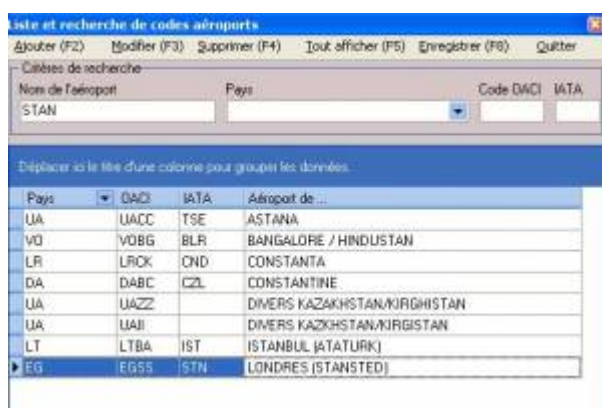 Liste et recherche de codes aéroports
Ajouter (F2) Modifier (F3) Supprimer (F4) Tout afficher (F5) Enregistrer (F8) Quitter
Critères de recherche
Nom de l'aéroport Pays Code OACI IATA
STAN
Déplacer ici le titre d'une colonne pour grouper les données.
Pays OACI IATA Aéroport de ...
UA UACC TSE ASTANA
VO VOBG BLR BANGALORE / HINDUSTAN
LR LRCK CND CONSTANTA
DA DABC CZL CONSTANTINE
UA UAZZ DIVERS KAZAKHSTAN/KIRGHISTAN
UA UAII DIVERS KAZKHSTAN/KIRGISTAN
LT LTBA IST ISTANBUL (ATATURK)
EG EGSS STN LONDRES (STANSTED)